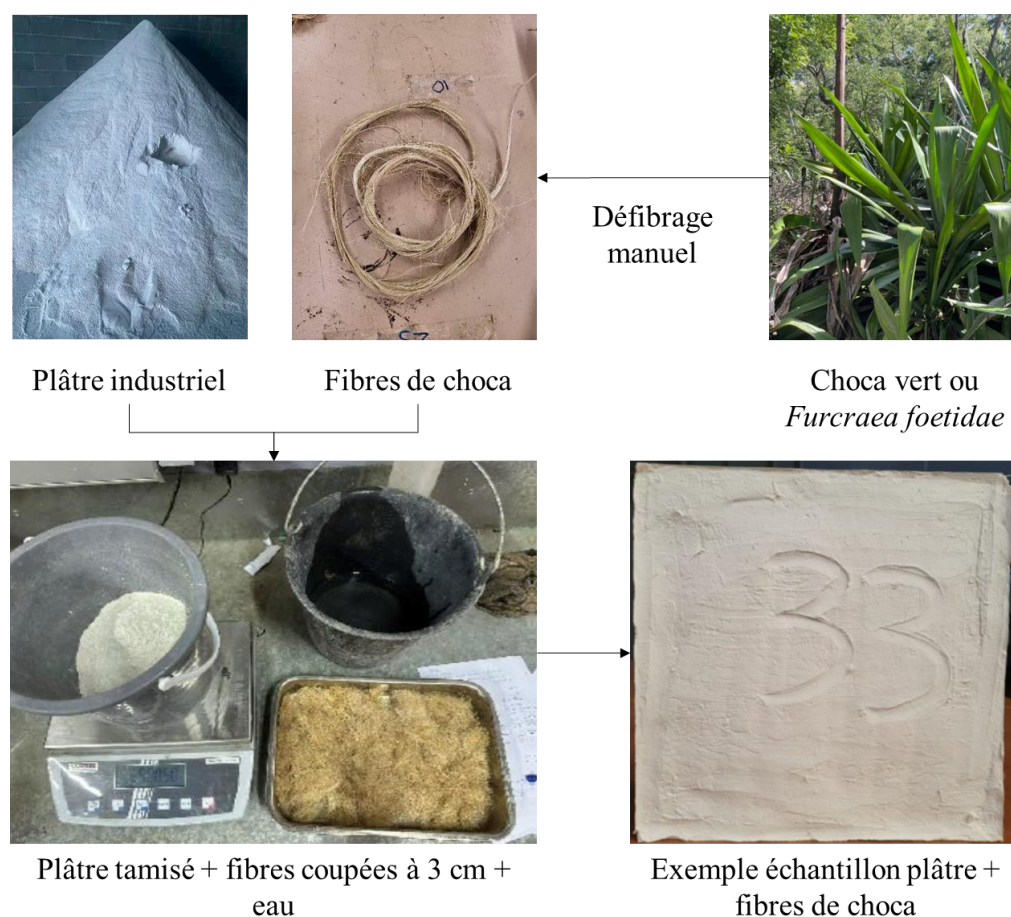 Défibrage
manuel
Plâtre industriel
Fibres de choca
Choca vert ou
Furcraea foetidae
33
Plâtre tamisé + fibres coupées à 3 cm +
eau
Exemple échantillon plâtre +
fibres de choca